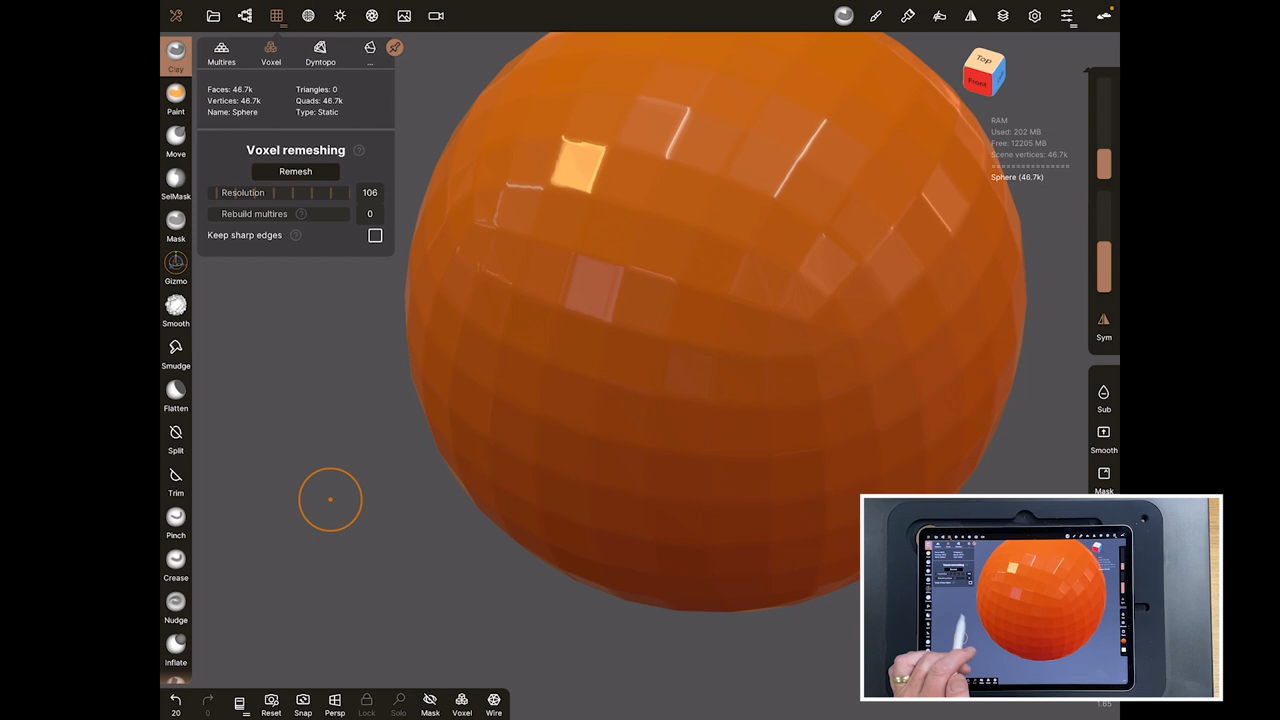 Clay
Paint
Move
SelMask
Mask
Gizmo
Smooth
Smudge
Flatten
Split
Trim
Pinch
Crease
Nudge
Inflate
Multires
Voxel
Dyntopo
...
Faces: 46.7k
Triangles: 0
Vertices: 46.7k
Quads: 46.7k
Name: Sphere
Type: Static
Voxel remeshing ?
Remesh
Resolution 106
Rebuild multires ? 0
Keep sharp edges ?
Top
Front
RAM
Used: 202 MB
Free: 12205 MB
Scene vertices: 46.7k
================
Sphere (46.7k)
Sym
Sub
Smooth
Mask
20
0
Reset
Snap
Persp
Lock
Solo
Mask
Voxel
Wire
1.65